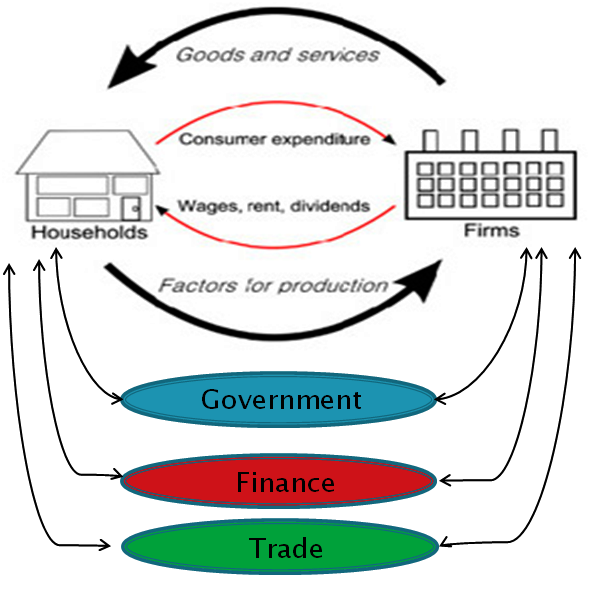 Goods and services
Consumer expenditure
Wages, rent, dividends
Households
Firms
Factors for production
Government
Finance
Trade